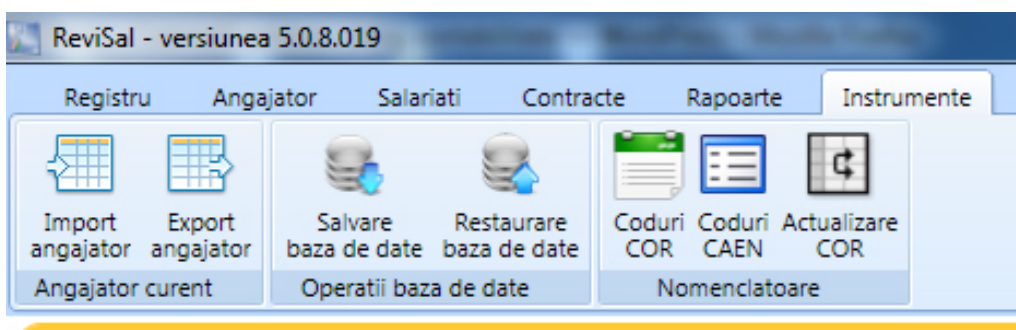 ReviSal - versiunea 5.0.8.019
Registru Angajator Salariati Contracte Rapoarte Instrumente
Import angajator Export angajator Salvare baza de date Restaurare baza de date Coduri COR Coduri CAEN Actualizare COR
Angajator curent Operatii baza de date Nomenclatoare